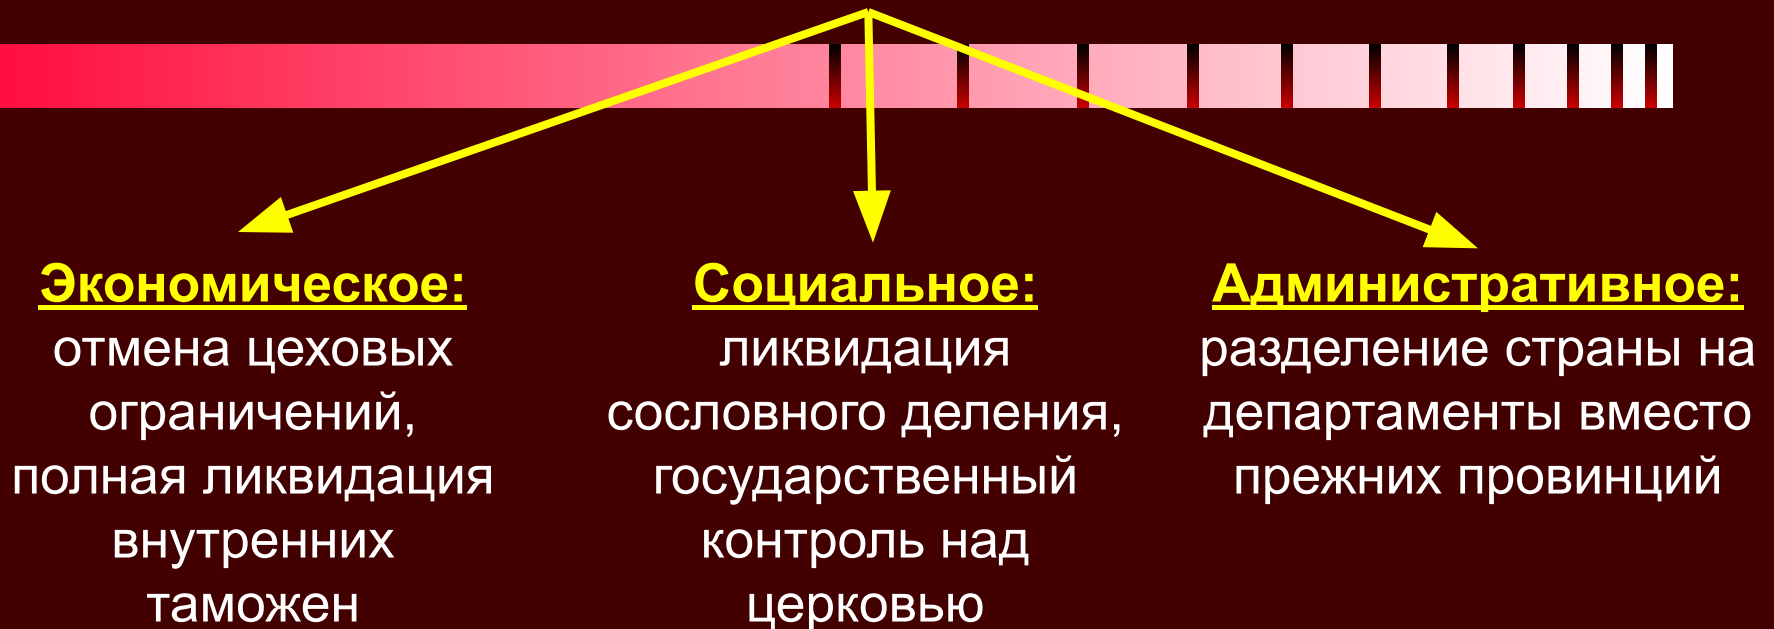 Экономическое:
отмена цеховых
ограничений,
полная ликвидация
внутренних
таможен
Социальное:
ликвидация
сословного деления,
государственный
контроль над
церковью
Административное:
разделение страны на
департаменты вместо
прежних провинций